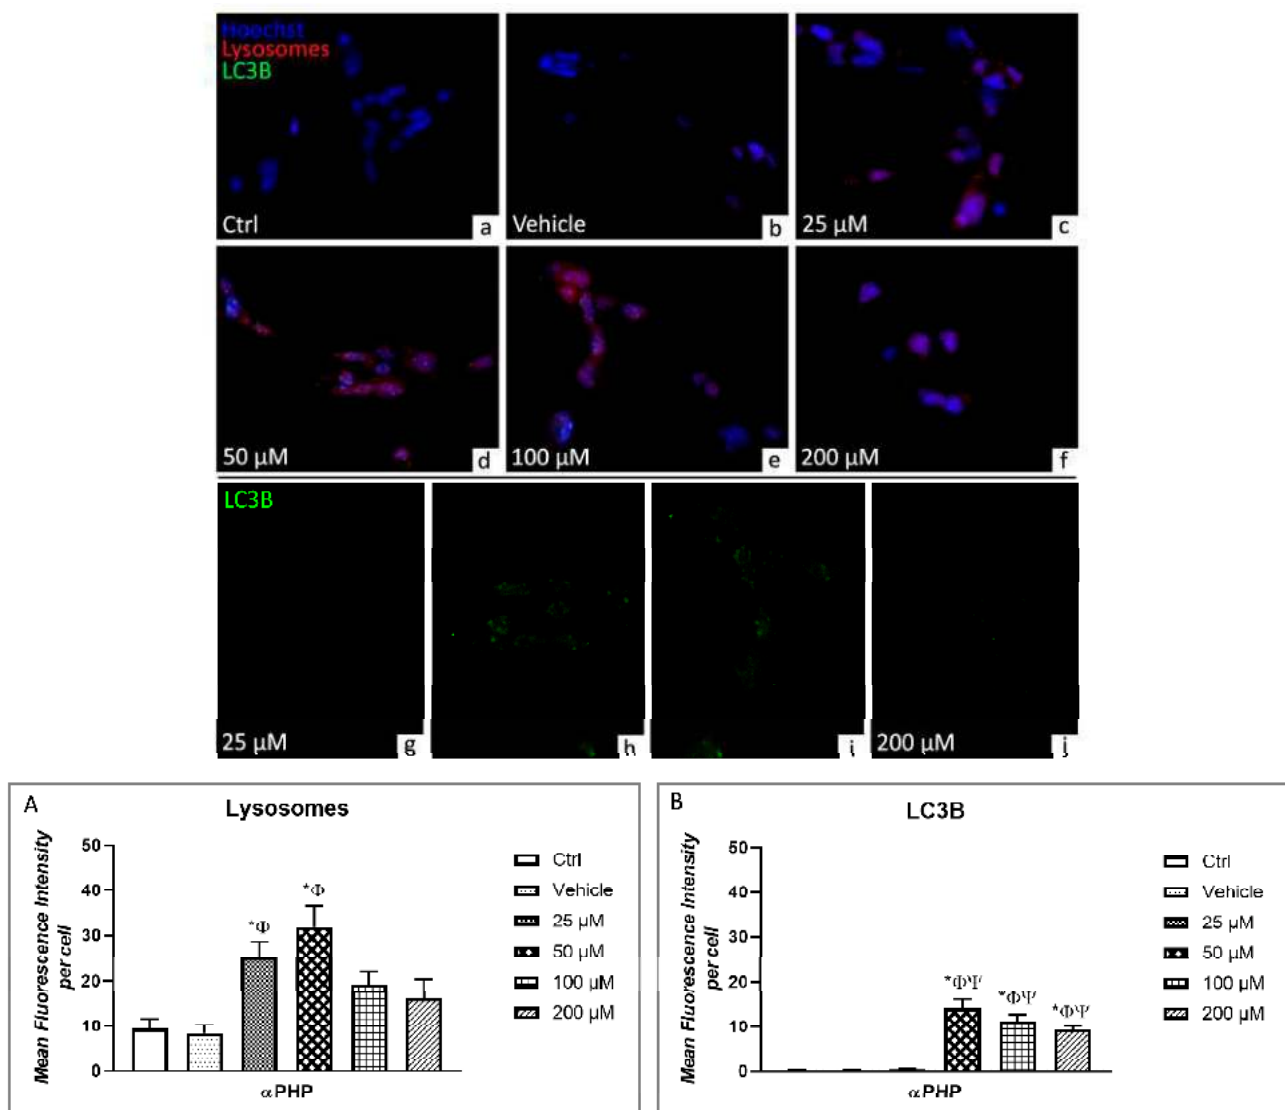 Hoechst
Lysosomes
LC3B
Ctrl
a
Vehicle
b
25 μM
c
50 μM
d
100 μM
e
200 μM
f
LC3B
25 μM
g
h
i
200 μM
j
A
Lysosomes
Mean Fluorescence Intensity
per cell
50
40
30
20
10
0
*Φ
*Φ
αPHP
Ctrl
Vehicle
25 μM
50 μM
100 μM
200 μM
B
LC3B
Mean Fluorescence Intensity
per cell
50
40
30
20
10
0
*ΦΨ
*ΦΨ
*ΦΨ
αPHP
Ctrl
Vehicle
25 μM
50 μM
100 μM
200 μM